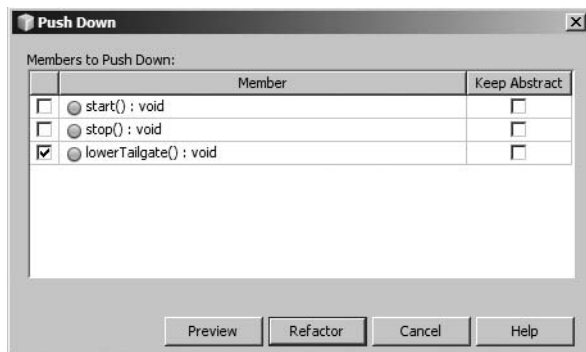 Push Down
Members to Push Down:
Member Keep Abstract
start() : void
stop() : void
lowerTailgate() : void
Preview Refactor Cancel Help